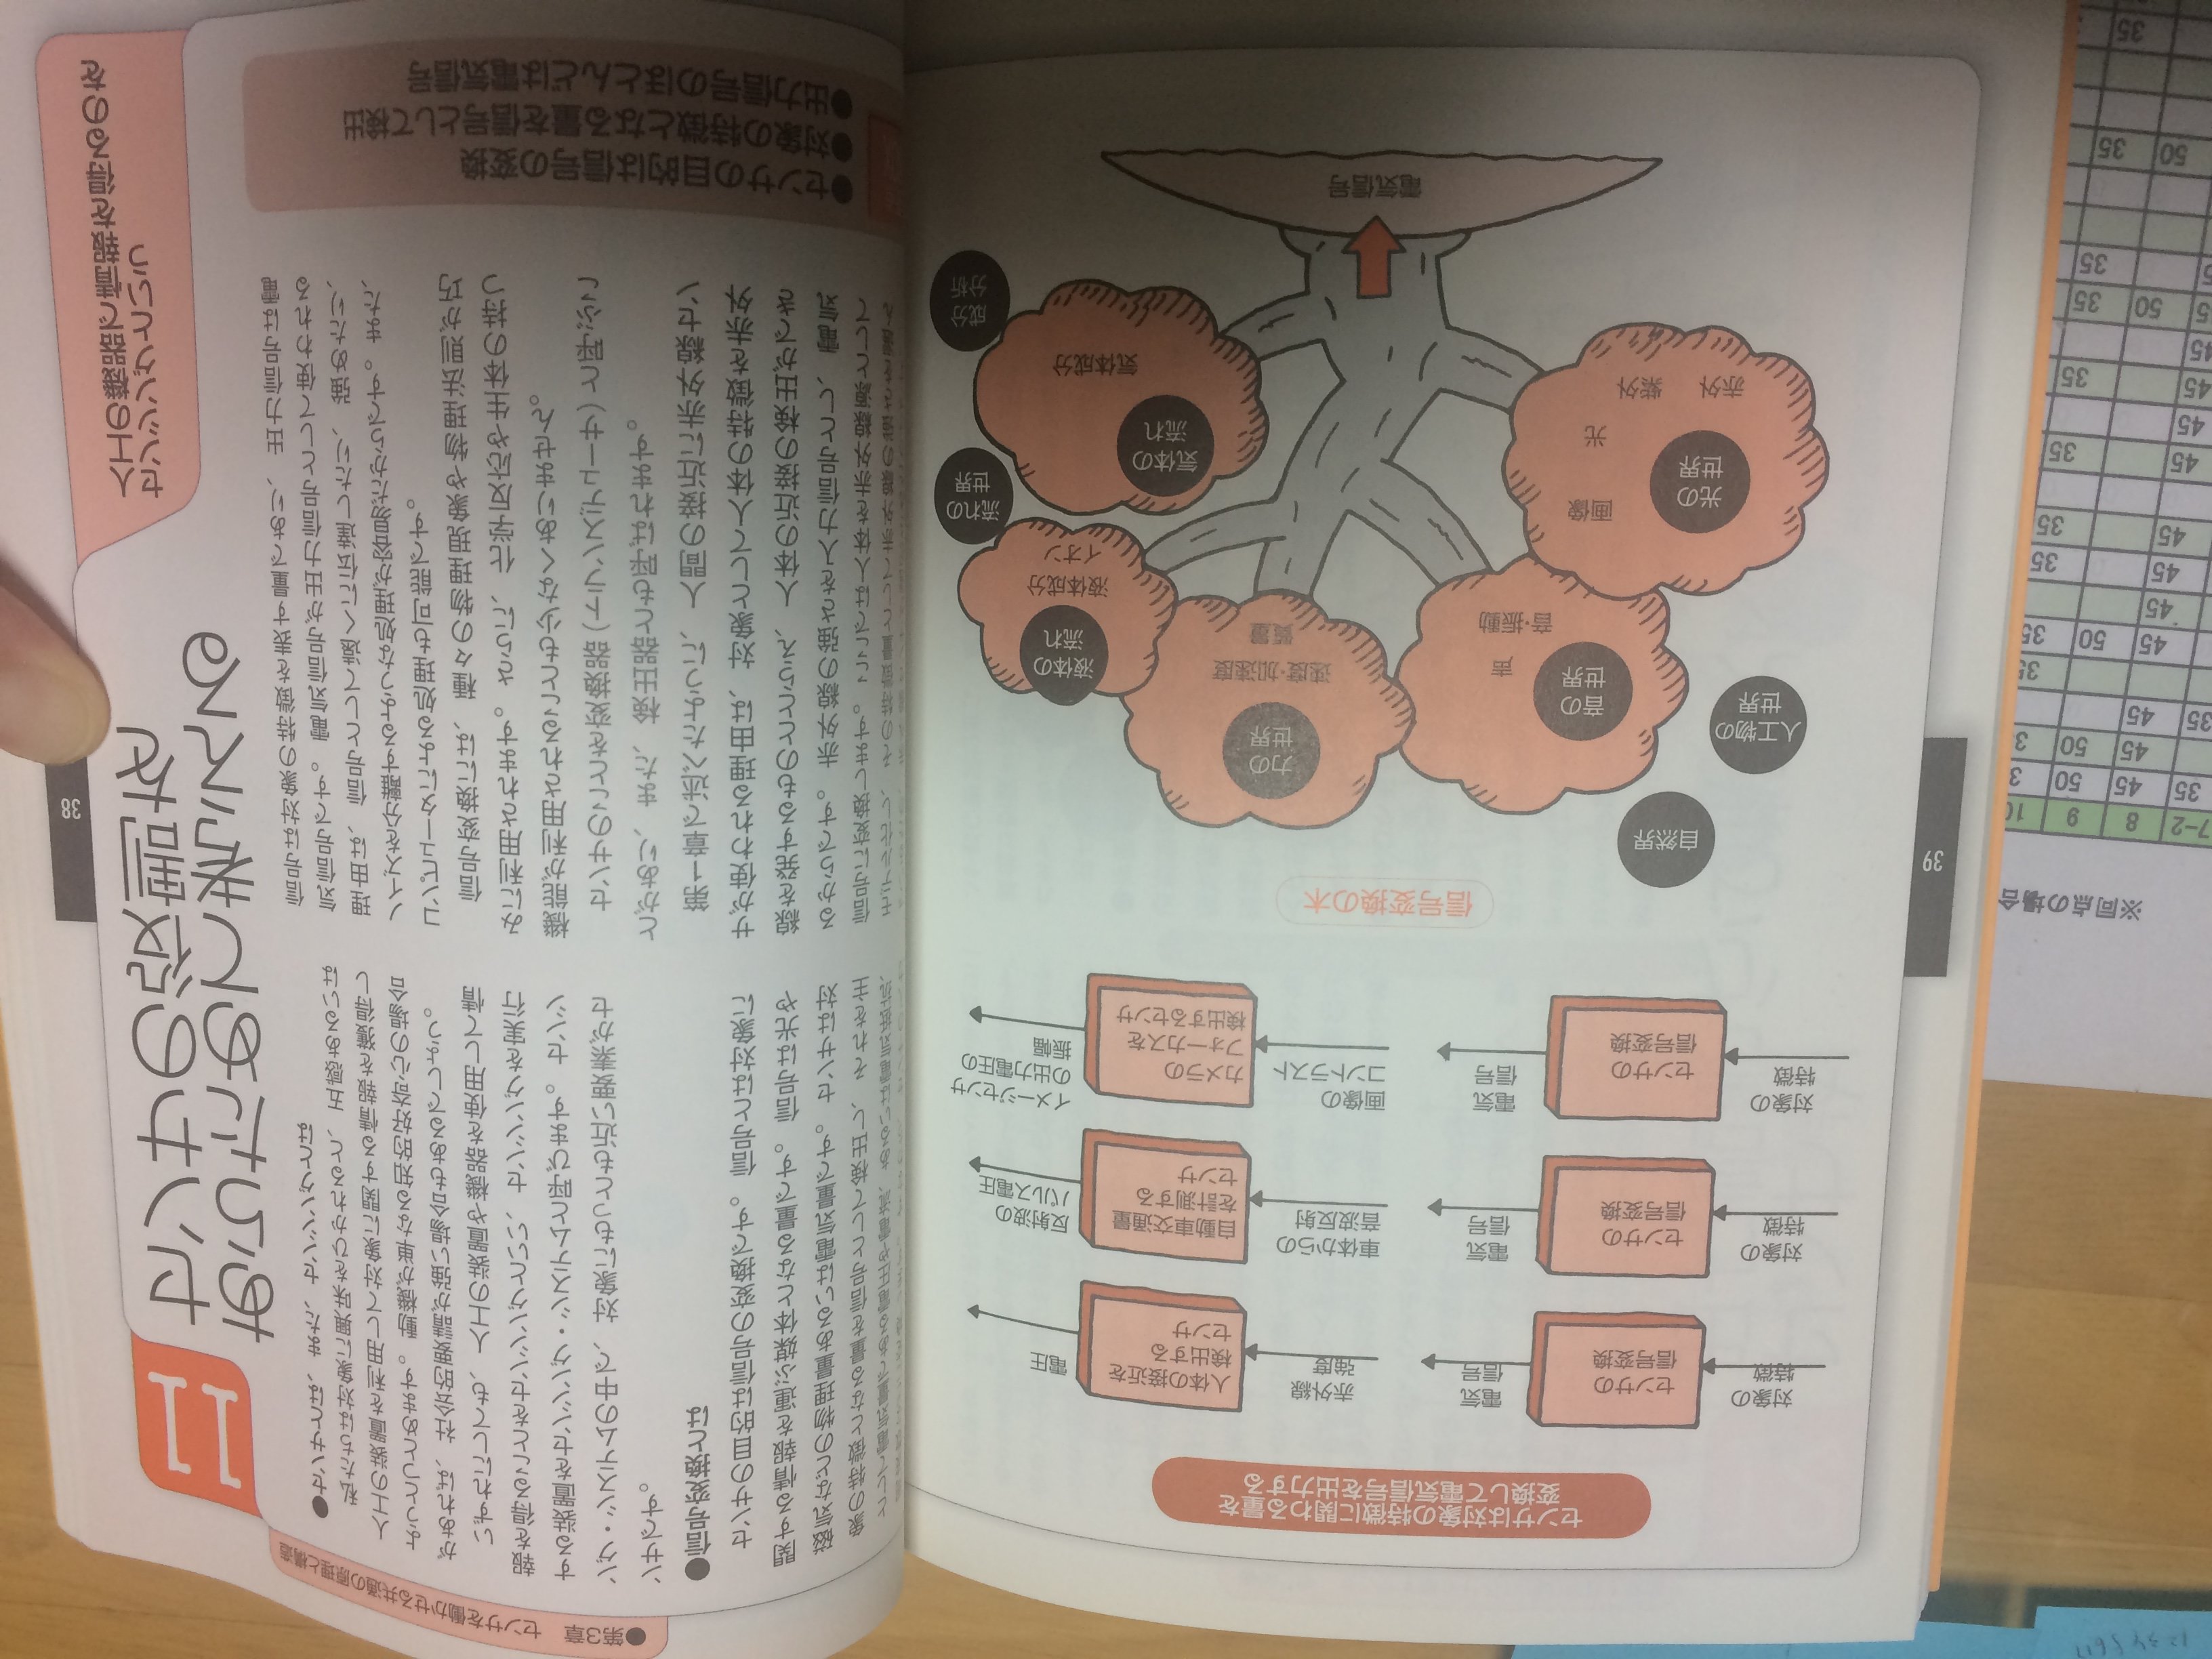 ●第3章 センサを働かせる共通の原理と構造
11
センサの役割を
あらためて考える
人工の機器で情報を得るのを
センシングという
38
●センサとは、また、センシングとは
私たちは対象に興味をひかれると、五感あるいは
人工の装置を利用して対象に関する情報を獲得し
ようとつとめます。動機が単なる知的好奇心の場合
があれば、社会的要請が強い場合もあるでしょう。
いずれにしても、人工の装置や機器を使用して情
報を得ることをセンシングといい、センシングを実行
する装置をセンシング・システムと呼びます。センシ
ング・システムの中で、対象にもっとも近い要素がセ
ンサです。
●信号変換とは
センサの目的は信号の変換です。信号とは対象に
関する情報を運ぶ媒体となる量です。信号は光や
磁気などの物理量あるいは電気量です。センサは対
象の特徴となる量を信号として検出し、それを主
として電気量である電圧や電流、あるいは電気抵抗、
信号は対象の特徴を表す量であり、出力信号は電
気信号です。電気信号が出力信号として使われる
理由は、信号として遠くに伝達したり、強めたり、
ノイズを分離するような処理が容易だからです。また、
コンピュータによる処理も可能です。
信号変換には、種々の物理現象や物理法則が巧
みに利用されます。さらに、化学反応や生体の持つ
機能が利用されることも少なくありません。
センサのことを変換器（トランスデューサ）と呼ぶこ
とがあり、また、検出器とも呼ばれます。
第1章で述べたように、人間の接近に赤外線セン
サが使われる理由は、対象として人体の特徴を赤外
線を発するものととらえ、人体の近接の検出ができ
るからです。赤外線の強さを入力信号とし、電気
信号に変換します。ここでは人体を赤外線源として
モデル化し、その特徴量として赤外線の強さを選ん
●センサの目的は信号の変換
●対象の特徴となる量を信号として検出
●出力信号のほとんどは電気信号
センサは対象の特徴に関わる量を
変換して電気信号を出力する
対象の
特徴
センサの
信号変換
電気
信号
赤外線
強度
人体の接近を
検出する
センサ
電圧
対象の
特徴
センサの
信号変換
電気
信号
車体からの
音波反射
自動車交通量
を計測する
センサ
反射波の
パルス電圧
対象の
特徴
センサの
信号変換
電気
信号
画像の
コントラスト
カメラの
フォーカスを
検出するセンサ
イメージセンサ
の出力電圧の
振幅
信号変換の木
自然界
人工物の
世界
音の
世界
声
音・振動
力の
世界
速度・加速度
質量
液体の
流れ
液体成分
イオン
流れの
世界
光の
世界
画像
光
赤外 紫外
気体の
流れ
気体成分
成分
分析
電気信号
39
※同点の場合
7-2 8 9
35 45 50
45 50
35 45
35
45 50 35
45
45 35
45 35
45 35
45
45 35
45
50 35
35
50 35
35